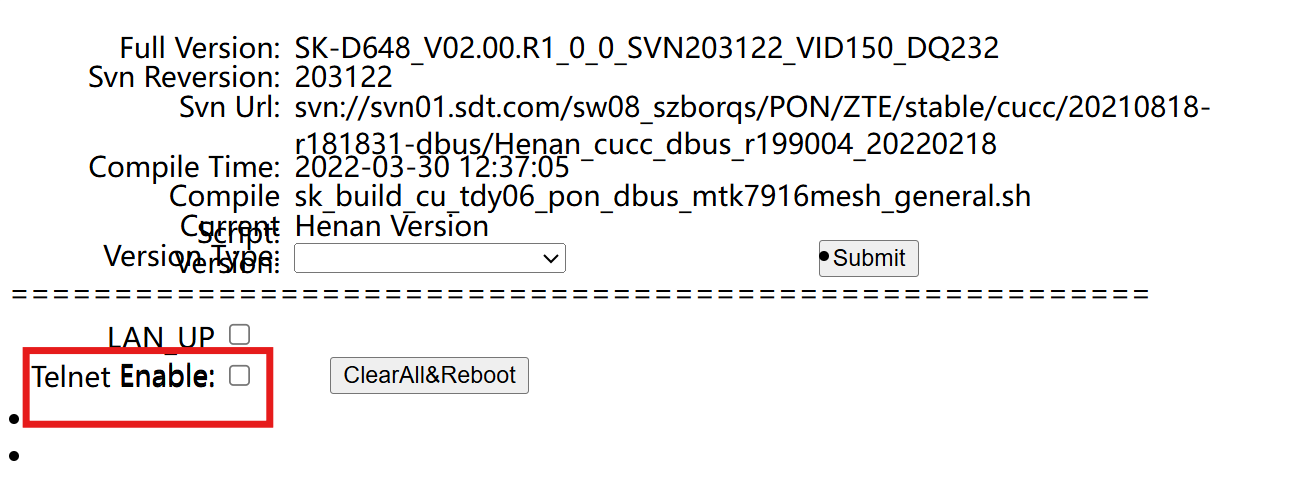 Full Version: SK-D648_V02.00.R1_0_0_SVN203122_VID150_DQ232
Svn Reversion: 203122
Svn Url: svn://svn01.sdt.com/sw08_szborqs/PON/ZTE/stable/cucc/20210818-
r181831-dbus/Henan_cucc_dbus_r199004_20220218
Compile Time: 2022-03-30 12:37:05
Compile sk_build_cu_tdy06_pon_dbus_mtk7916mesh_general.sh
Script:
Current Henan Version
Version:
Version Type: Submit
=======================================================
LAN_UP
Enable:
Telnet Enable: ClearAll&Reboot